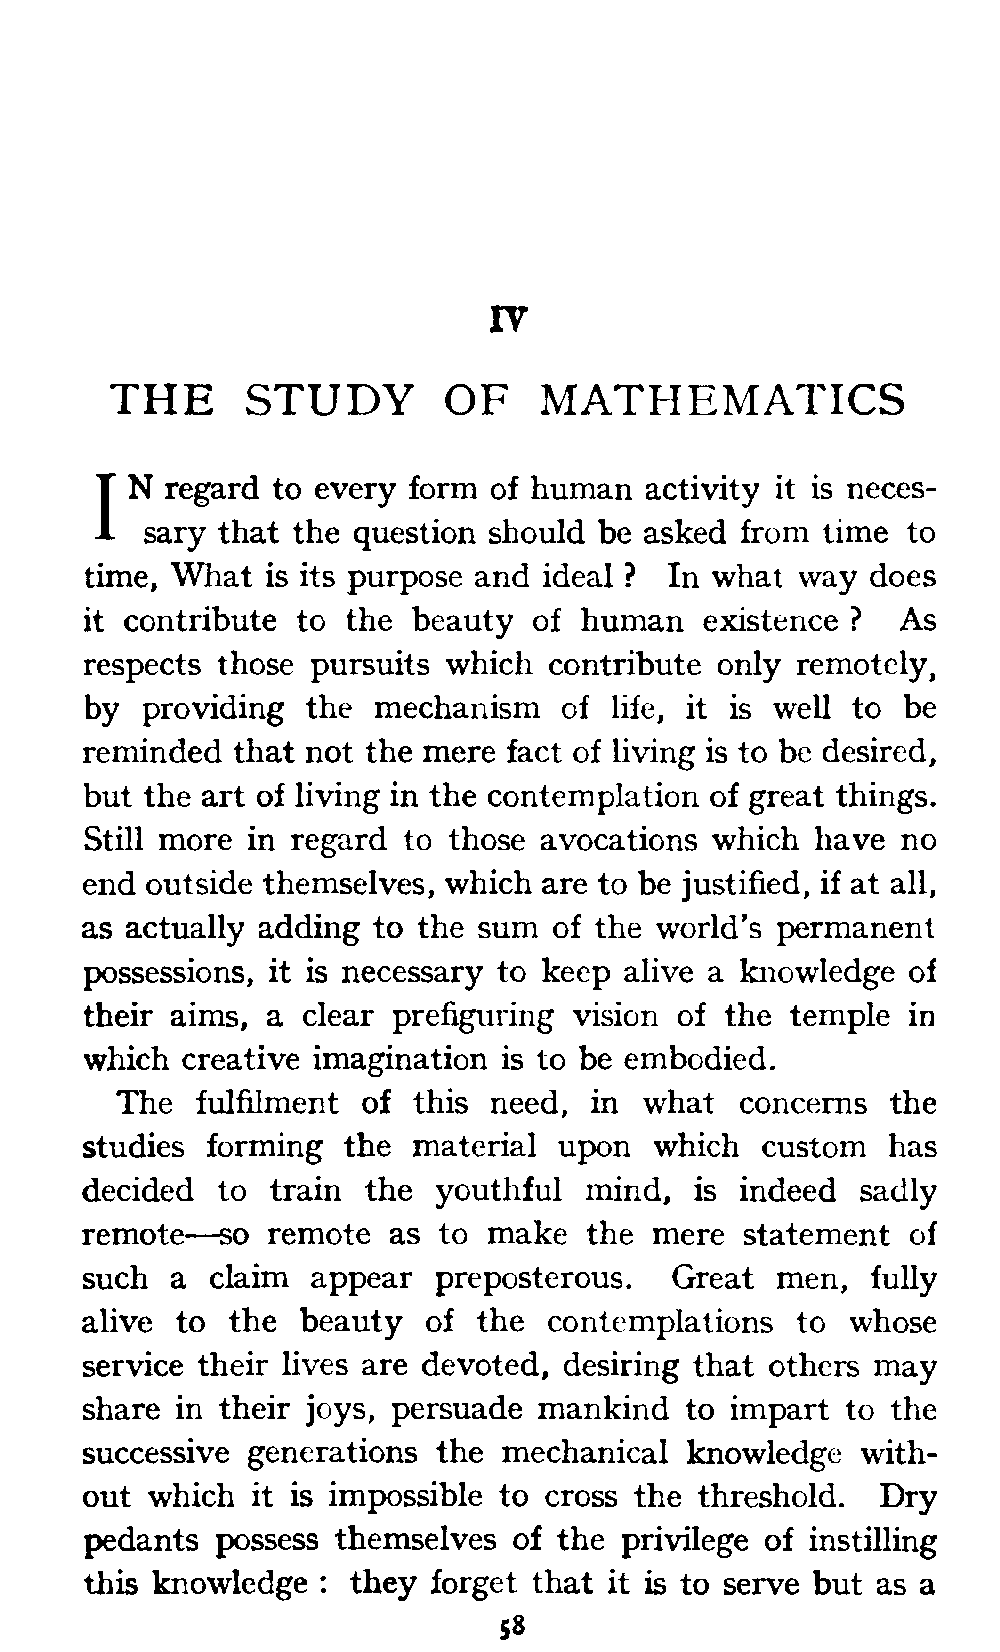 IV
THE STUDY OF MATHEMATICS
IN regard to every form of human activity it is neces-
sary that the question should be asked from time to
time, What is its purpose and ideal ? In what way does
it contribute to the beauty of human existence ? As
respects those pursuits which contribute only remotely,
by providing the mechanism of life, it is well to be
reminded that not the mere fact of living is to be desired,
but the art of living in the contemplation of great things.
Still more in regard to those avocations which have no
end outside themselves, which are to be justified, if at all,
as actually adding to the sum of the world's permanent
possessions, it is necessary to keep alive a knowledge of
their aims, a clear prefiguring vision of the temple in
which creative imagination is to be embodied.
The fulfilment of this need, in what concerns the
studies forming the material upon which custom has
decided to train the youthful mind, is indeed sadly
remote—so remote as to make the mere statement of
such a claim appear preposterous. Great men, fully
alive to the beauty of the contemplations to whose
service their lives are devoted, desiring that others may
share in their joys, persuade mankind to impart to the
successive generations the mechanical knowledge with-
out which it is impossible to cross the threshold. Dry
pedants possess themselves of the privilege of instilling
this knowledge : they forget that it is to serve but as a
58